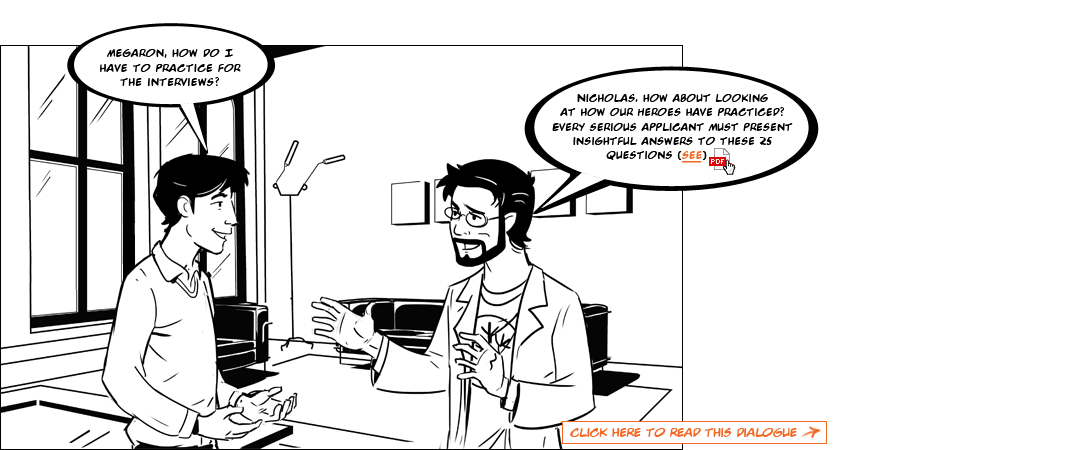 MEGARON, HOW DO I
HAVE TO PRACTICE FOR
THE INTERVIEWS?
NICHOLAS, HOW ABOUT LOOKING
AT HOW OUR HEROES HAVE PRACTICED?
EVERY SERIOUS APPLICANT MUST PRESENT
INSIGHTFUL ANSWERS TO THESE 25
QUESTIONS (SEE) PDF
CLICK HERE TO READ THIS DIALOGUE